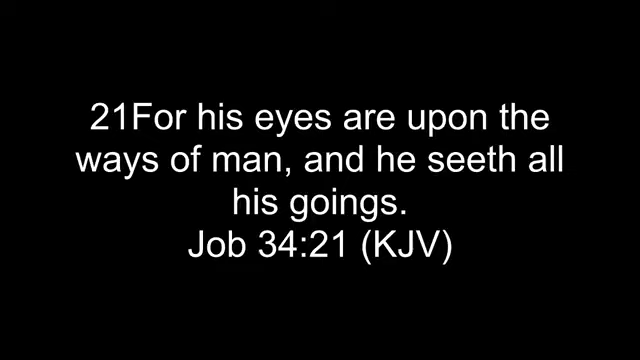 21For his eyes are upon the
ways of man, and he seeth all
his goings.
Job 34:21 (KJV)